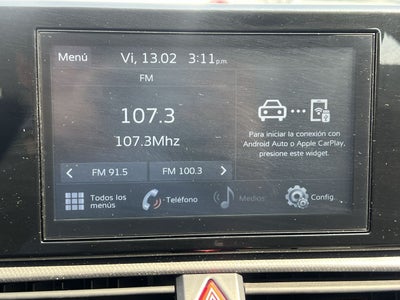 Menú
Vi, 13.02 3:11p.m.
FM
107.3
107.3Mhz
Para iniciar la conexión con
Android Auto o Apple CarPlay,
presione este widget.
FM 91.5
FM 100.3
Todos los
menús
Teléfono
Medios
Config.